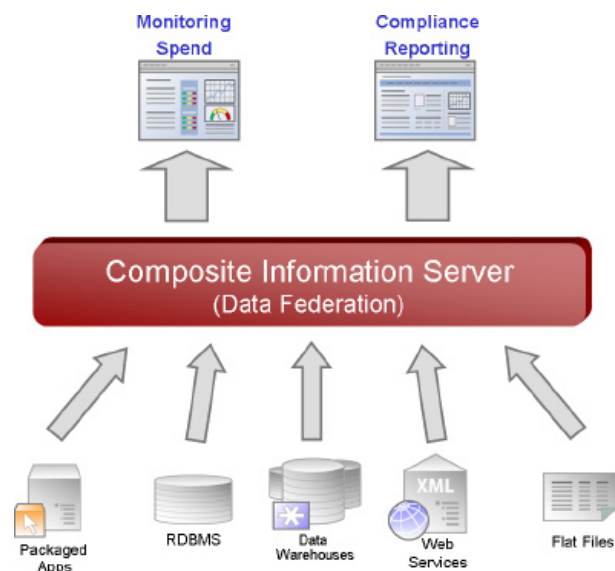 Monitoring
Spend
Compliance
Reporting
Composite Information Server
(Data Federation)
XML
Packaged
Apps
RDBMS
Data
Warehouses
Web
Services
Flat Files